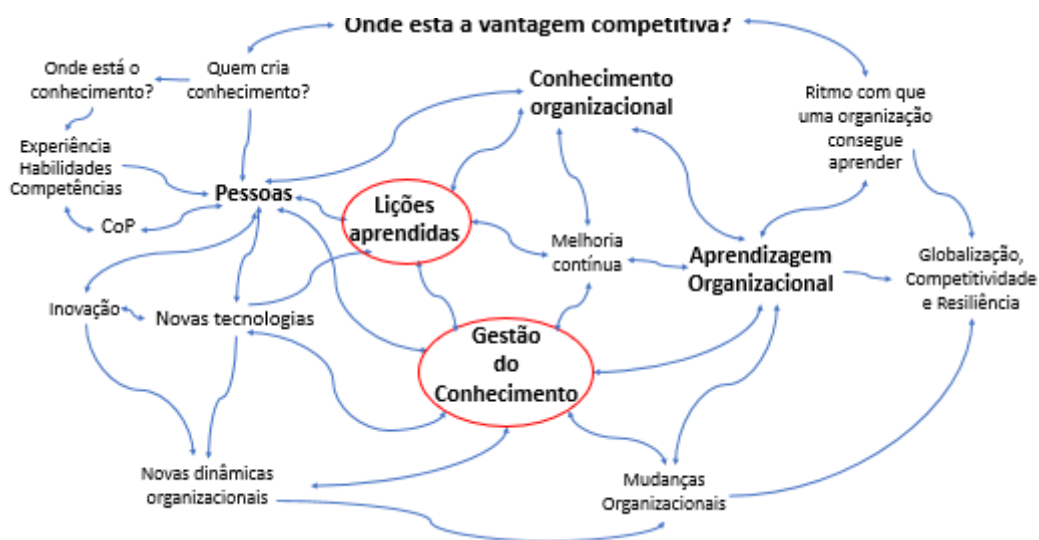 Onde esta a vantagem competitiva?
Onde está o
conhecimento?
Quem cria
conhecimento?
Conhecimento
organizacional
Ritmo com que
uma organização
consegue
aprender
Experiência
Habilidades
Competências
Pessoas
CoP
Lições
aprendidas
Melhoria
contínua
Aprendizagem
Organizacional
Globalização,
Competitividade
e Resiliência
Inovação
Novas tecnologias
Gestão
do
Conhecimento
Novas dinâmicas
organizacionais
Mudanças
Organizacionais